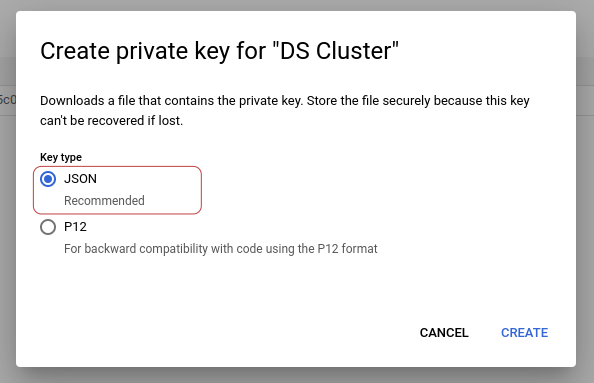 Create private key for "DS Cluster"
Downloads a file that contains the private key. Store the file securely because this key
can't be recovered if lost.
Key type
JSON
Recommended
P12
For backward compatibility with code using the P12 format
CANCEL CREATE